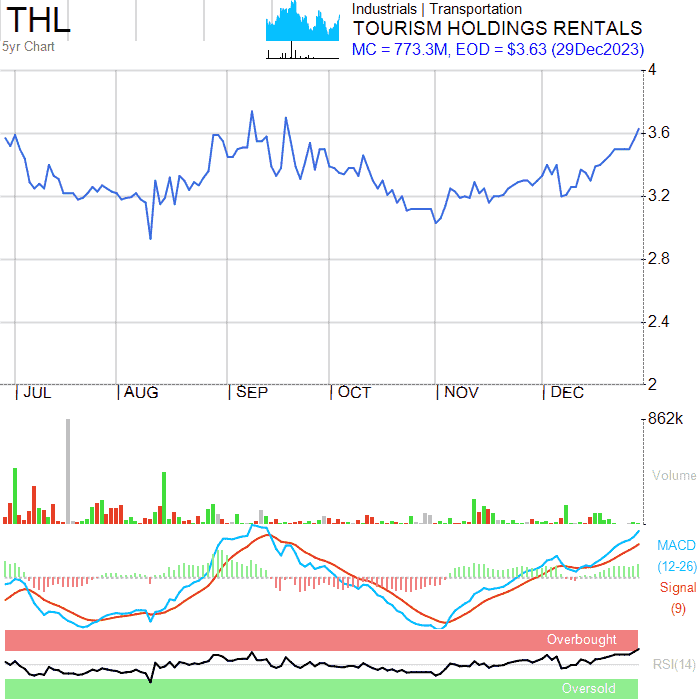 THL
5yr Chart
Industrials | Transportation
TOURISM HOLDINGS RENTALS
MC = 773.3M, EOD = $3.63 (29Dec2023)
4
3.6
3.2
2.8
2.4
2
| JUL | AUG | SEP | OCT | NOV | DEC
862k
Volume
MACD
(12-26)
Signal
(9)
Overbought
RSI(14)
Oversold